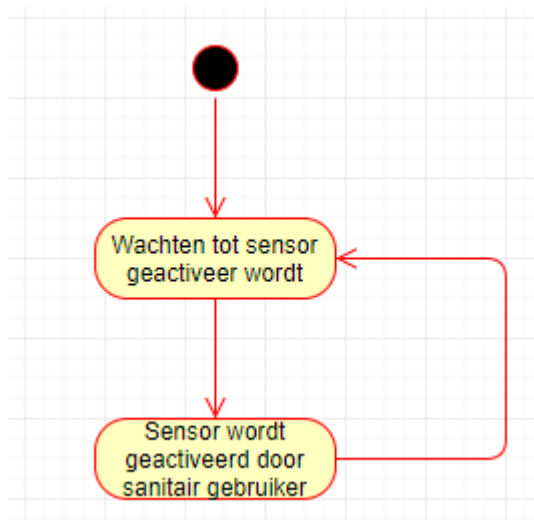 Wachten tot sensor
geactiveer wordt
Sensor wordt
geactiveerd door
sanitair gebruiker